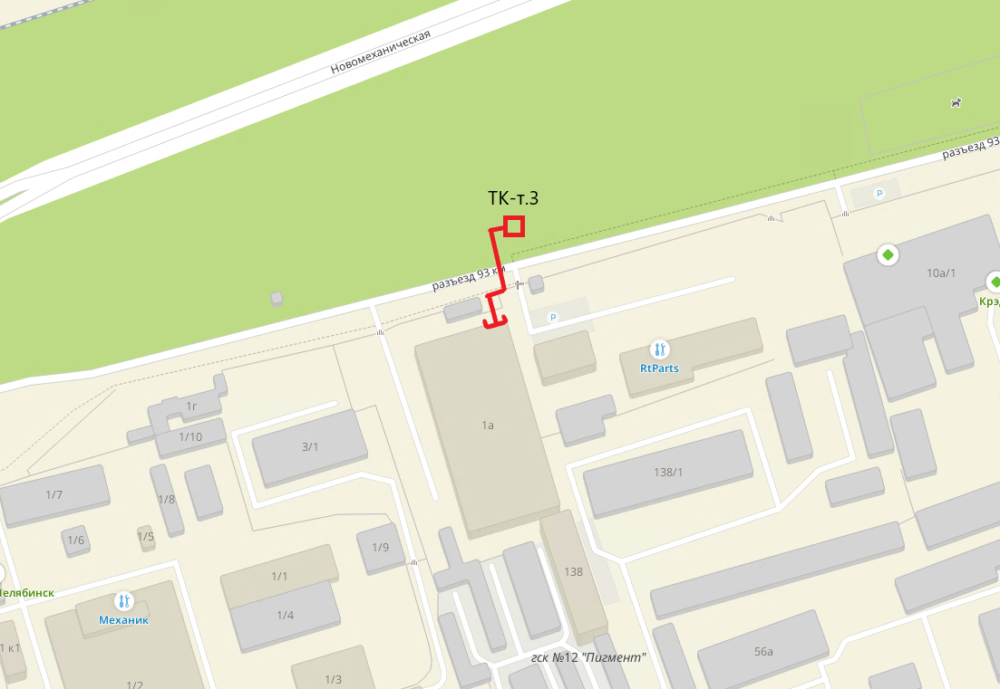 Новомеханическая
разъезд 93
ТК-т.3
P
разъезд 93 км
10а/1
P
RtParts
1г
1а
1/10
3/1
138/1
1/7
1/8
1/5
1/6
1/9
138
1/1
Механик
1/4
гск №12 "Пигмент"
56а
1 к1
1/3
1/2